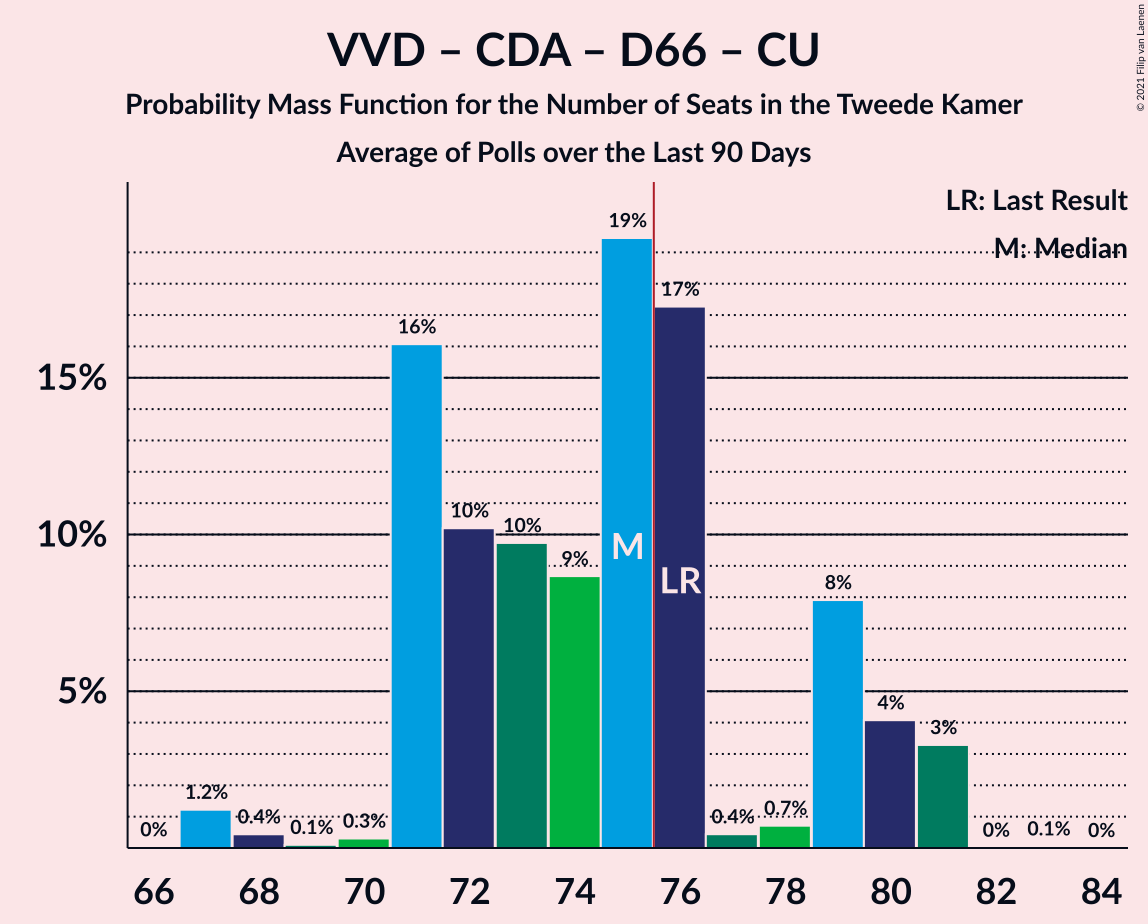 VVD – CDA – D66 – CU
Probability Mass Function for the Number of Seats in the Tweede Kamer
Average of Polls over the Last 90 Days
© 2021 Filip van Laenen
LR: Last Result
M: Median
15%
10%
5%
0%
1.2%
0.4%
0.1%
0.3%
16%
10%
10%
9%
19%
17%
0.4%
0.7%
8%
4%
3%
0%
0.1%
0%
M
LR
66 68 70 72 74 76 78 80 82 84